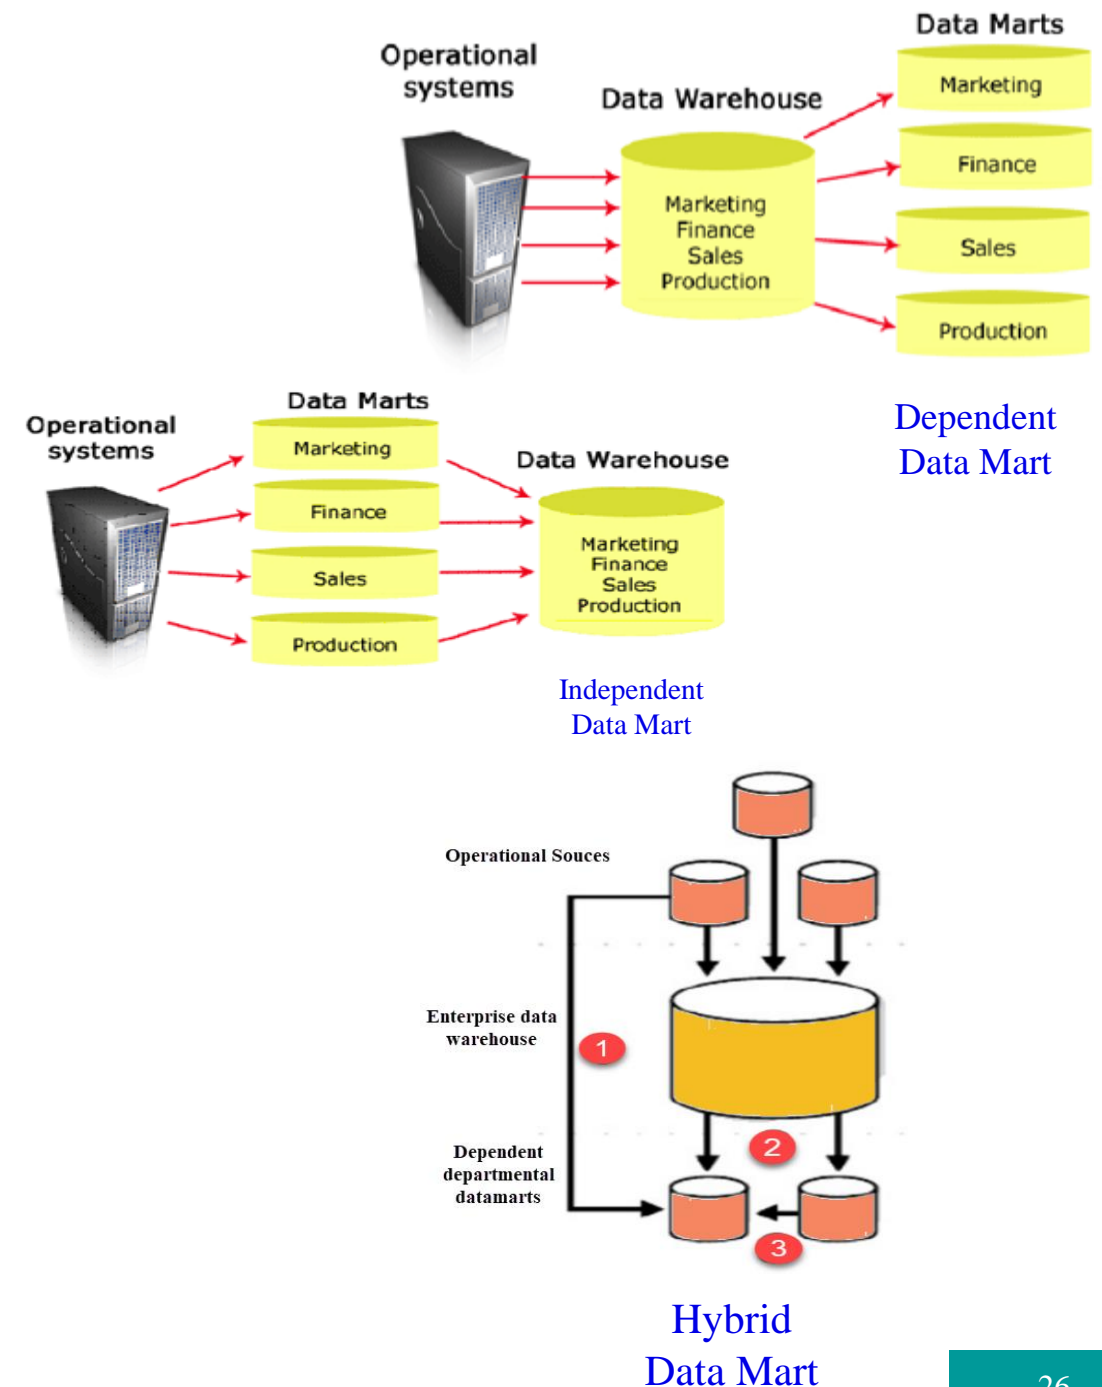 Data Marts
Operational
systems
Data Warehouse
Marketing
Finance
Sales
Production
Marketing
Finance
Sales
Production
Dependent
Data Mart
Operational
systems
Data Marts
Marketing
Finance
Sales
Production
Data Warehouse
Marketing
Finance
Sales
Production
Independent
Data Mart
Operational Souces
Enterprise data
warehouse
1
2
Dependent
departmental
datamarts
3
Hybrid
Data Mart
26